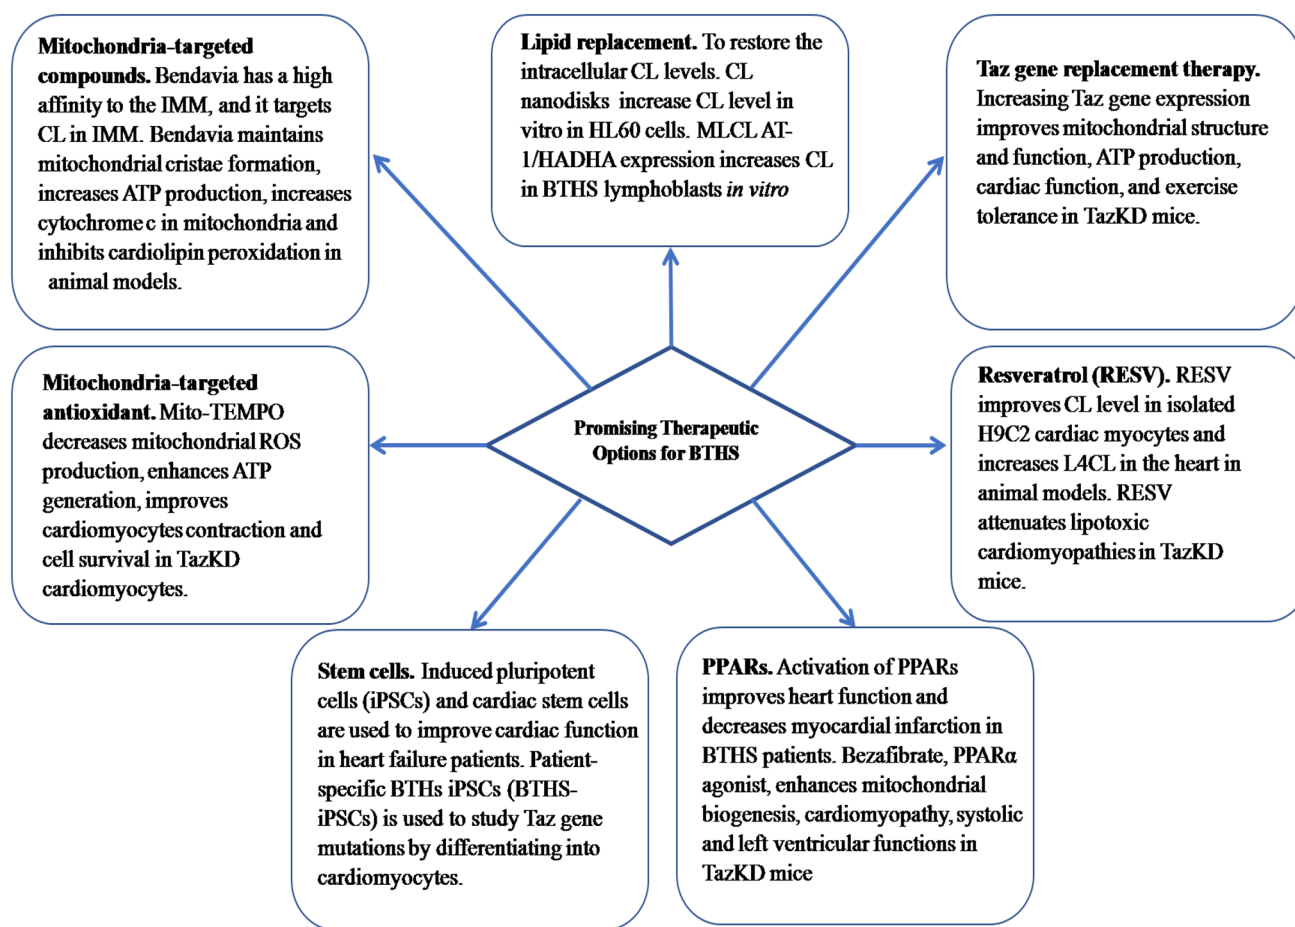 Mitochondria-targeted
compounds. Bendavia has a high
affinity to the IMM, and it targets
CL in IMM. Bendavia maintains
mitochondrial cristae formation,
increases ATP production, increases
cytochrome c in mitochondria and
inhibits cardiolipin peroxidation in
animal models.
Lipid replacement. To restore the
intracellular CL levels. CL
nanodisks increase CL level in
vitro in HL60 cells. MLCL AT-
1/HADHA expression increases CL
in BTHS lymphoblasts in vitro
Taz gene replacement therapy.
Increasing Taz gene expression
improves mitochondrial structure
and function, ATP production,
cardiac function, and exercise
tolerance in TazKD mice.
Mitochondria-targeted
antioxidant. Mito-TEMPO
decreases mitochondrial ROS
production, enhances ATP
generation, improves
cardiomyocytes contraction and
cell survival in TazKD
cardiomyocytes.
Promising Therapeutic
Options for BTHS
Resveratrol (RESV). RESV
improves CL level in isolated
H9C2 cardiac myocytes and
increases L4CL in the heart in
animal models. RESV
attenuates lipotoxic
cardiomyopathies in TazKD
mice.
Stem cells. Induced pluripotent
cells (iPSCs) and cardiac stem cells
are used to improve cardiac function
in heart failure patients. Patient-
specific BTHs iPSCs (BTHS-
iPSCs) is used to study Taz gene
mutations by differentiating into
cardiomyocytes.
PPARs. Activation of PPARs
improves heart function and
decreases myocardial infarction in
BTHS patients. Bezafibrate, PPARα
agonist, enhances mitochondrial
biogenesis, cardiomyopathy, systolic
and left ventricular functions in
TazKD mice